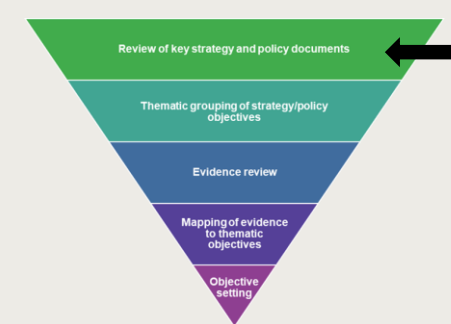 Review of key strategy and policy documents
Thematic grouping of strategy/policy
objectives
Evidence review
Mapping of evidence
to thematic
objectives
Objective
setting